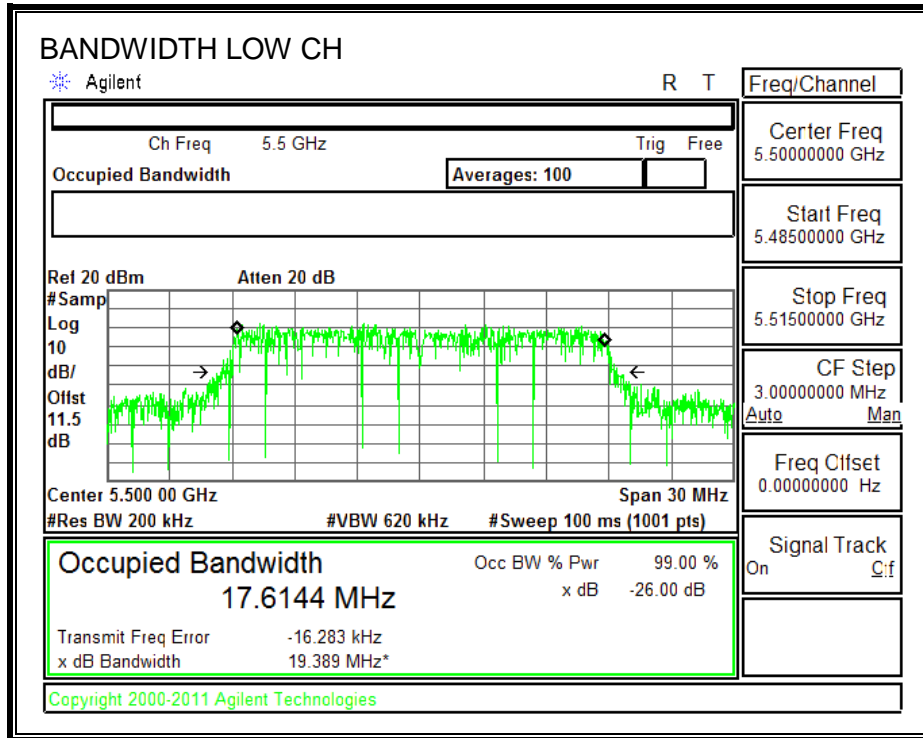 BANDWIDTH LOW CH
Agilent R T
Freq/Channel
Ch Freq 5.5 GHz Trig Free
Occupied Bandwidth Averages: 100
Center Freq
5.50000000 GHz
Start Freq
5.48500000 GHz
Stop Freq
5.51500000 GHz
CF Step
3.00000000 MHz
Auto Man
Freq Offset
0.00000000 Hz
Signal Track
On Off
Ref 20 dBm Atten 20 dB
#Samp
Log
10
dB/
Offst
11.5
dB
Center 5.500 00 GHz Span 30 MHz
#Res BW 200 kHz #VBW 620 kHz #Sweep 100 ms (1001 pts)
Occupied Bandwidth Occ BW % Pwr 99.00 %
17.6144 MHz x dB -26.00 dB
Transmit Freq Error -16.283 kHz
x dB Bandwidth 19.389 MHz*
Copyright 2000-2011 Agilent Technologies